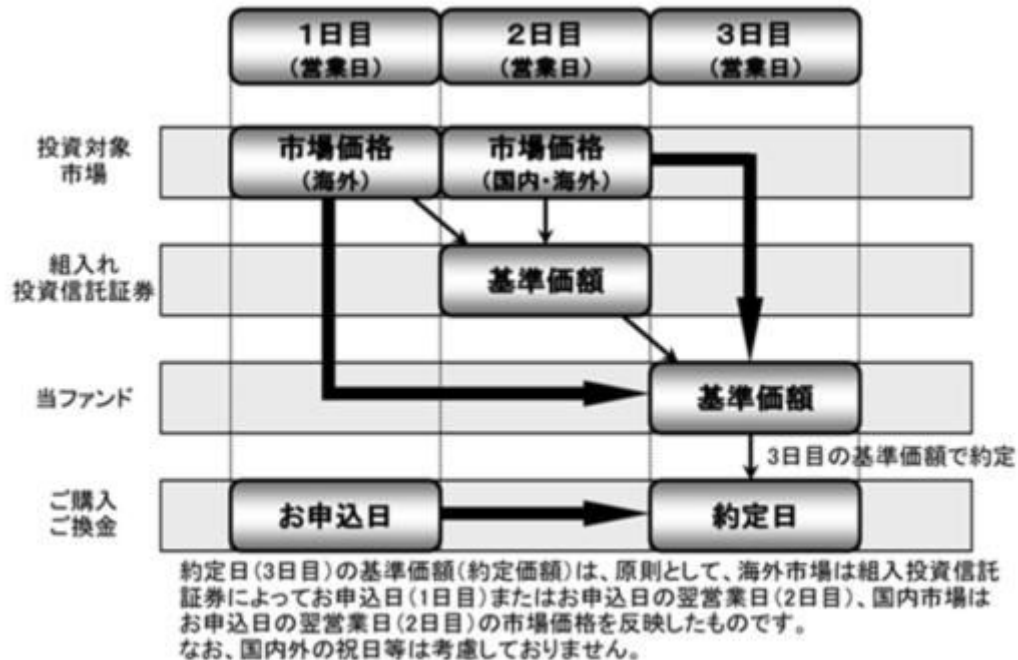 1日目 2日目 3日目
(営業日) (営業日) (営業日)
投資対象
市場
市場価格
(海外)
市場価格
(国内・海外)
組入れ
投資信託証券
基準価額
当ファンド
基準価額
3日目の基準価額で約定
ご購入
ご換金
お申込日
約定日
約定日(3日目)の基準価額(約定価額)は、原則として、海外市場は組入投資信託
証券によってお申込日(1日目)またはお申込日の翌営業日(2日目)、国内市場は
お申込日の翌営業日(2日目)の市場価格を反映したものです。
なお、国内外の祝日等は考慮しておりません。